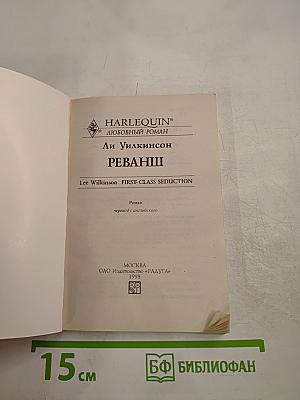 HARLEQUIN®
ЛЮБОВНЫЙ РОМАН
Ли Уилкинсон
РЕВАНШ
Lee Wilkinson FIRST-CLASS SEDUCTION
Роман
перевод с английского
МОСКВА
ОАО Издательство «РАДУГА»
1998
15 см
БФ БИБЛИОФАН